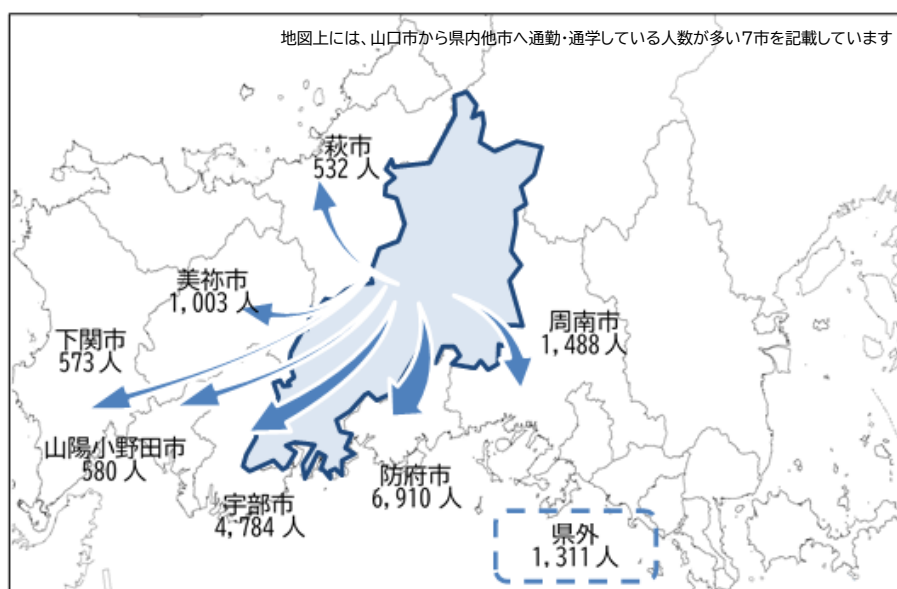 地図上には、山口市から県内他市へ通勤・通学している人数が多い7市を記載しています
萩市
532 人
美祢市
1,003 人
下関市
573 人
周南市
1,488 人
山陽小野田市
580 人
宇部市
4,784 人
防府市
6,910 人
県外
1,311 人